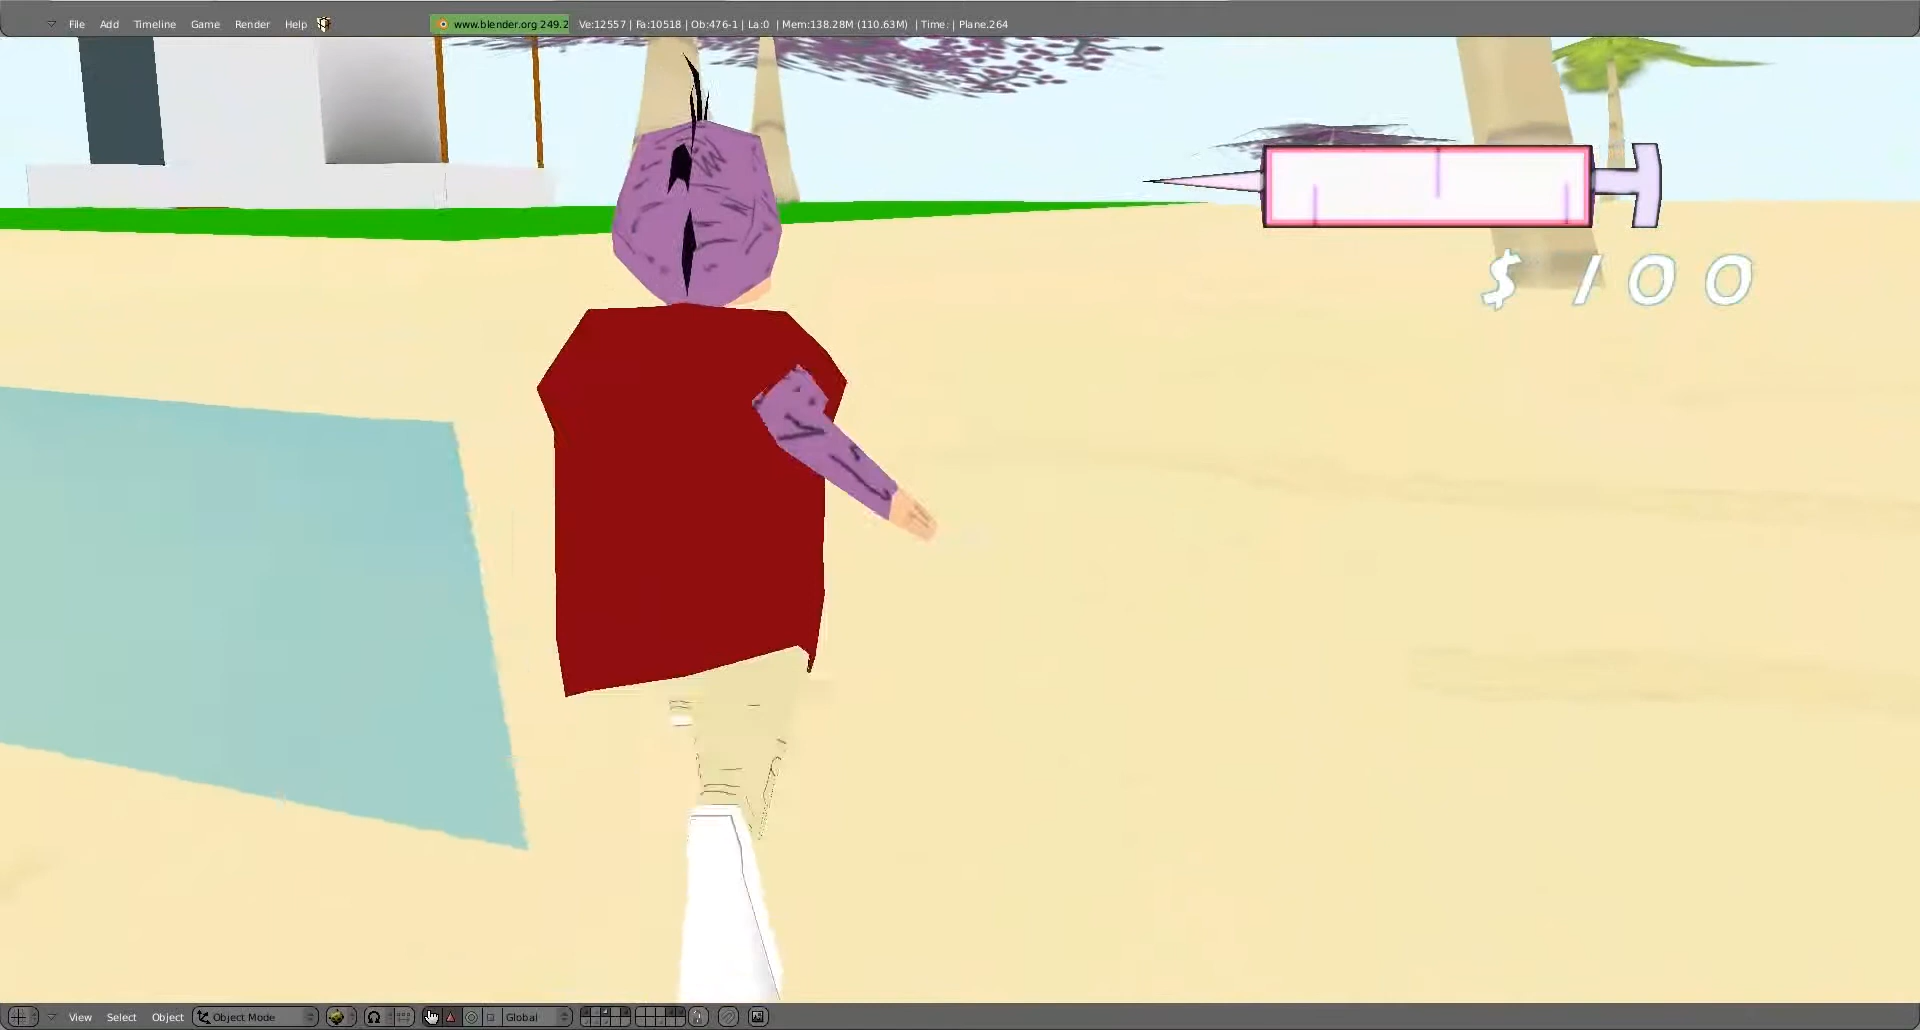 File Add Timeline Game Render Help www.blender.org 249.2 Ve:12557 | Fa:10518 | Ob:476-1 | La:0 | Mem:138.28M (110.63M) | Time: | Plane.264
$ 100
View Select Object Object Mode Global